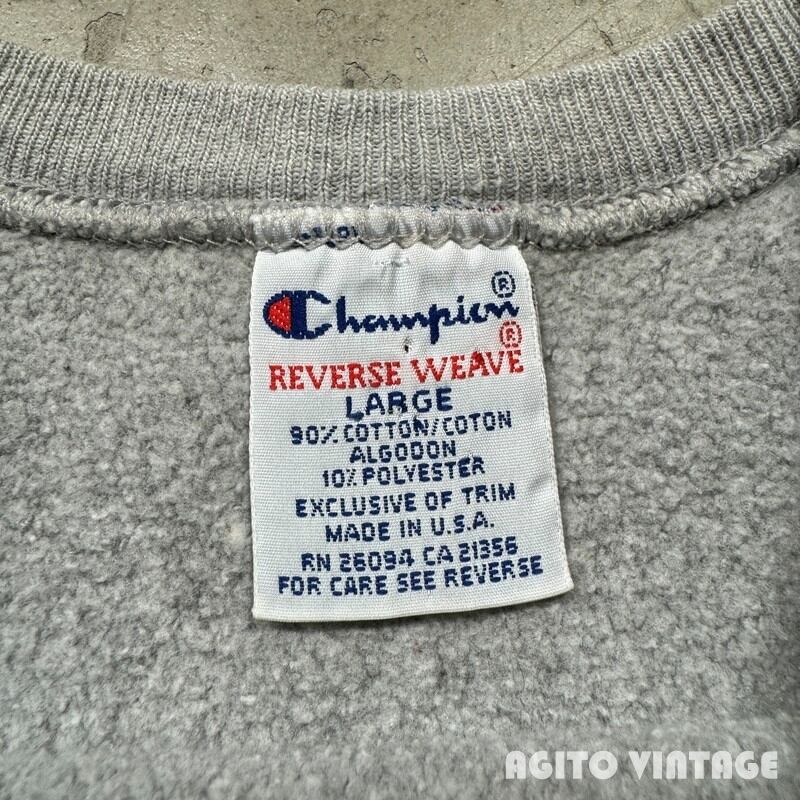 Champion®
REVERSE WEAVE®
LARGE
90% COTTON/COTON
ALGODON
10% POLYESTER
EXCLUSIVE OF TRIM
MADE IN U.S.A.
RN 26094 CA 21356
FOR CARE SEE REVERSE
AGITO VINTAGE